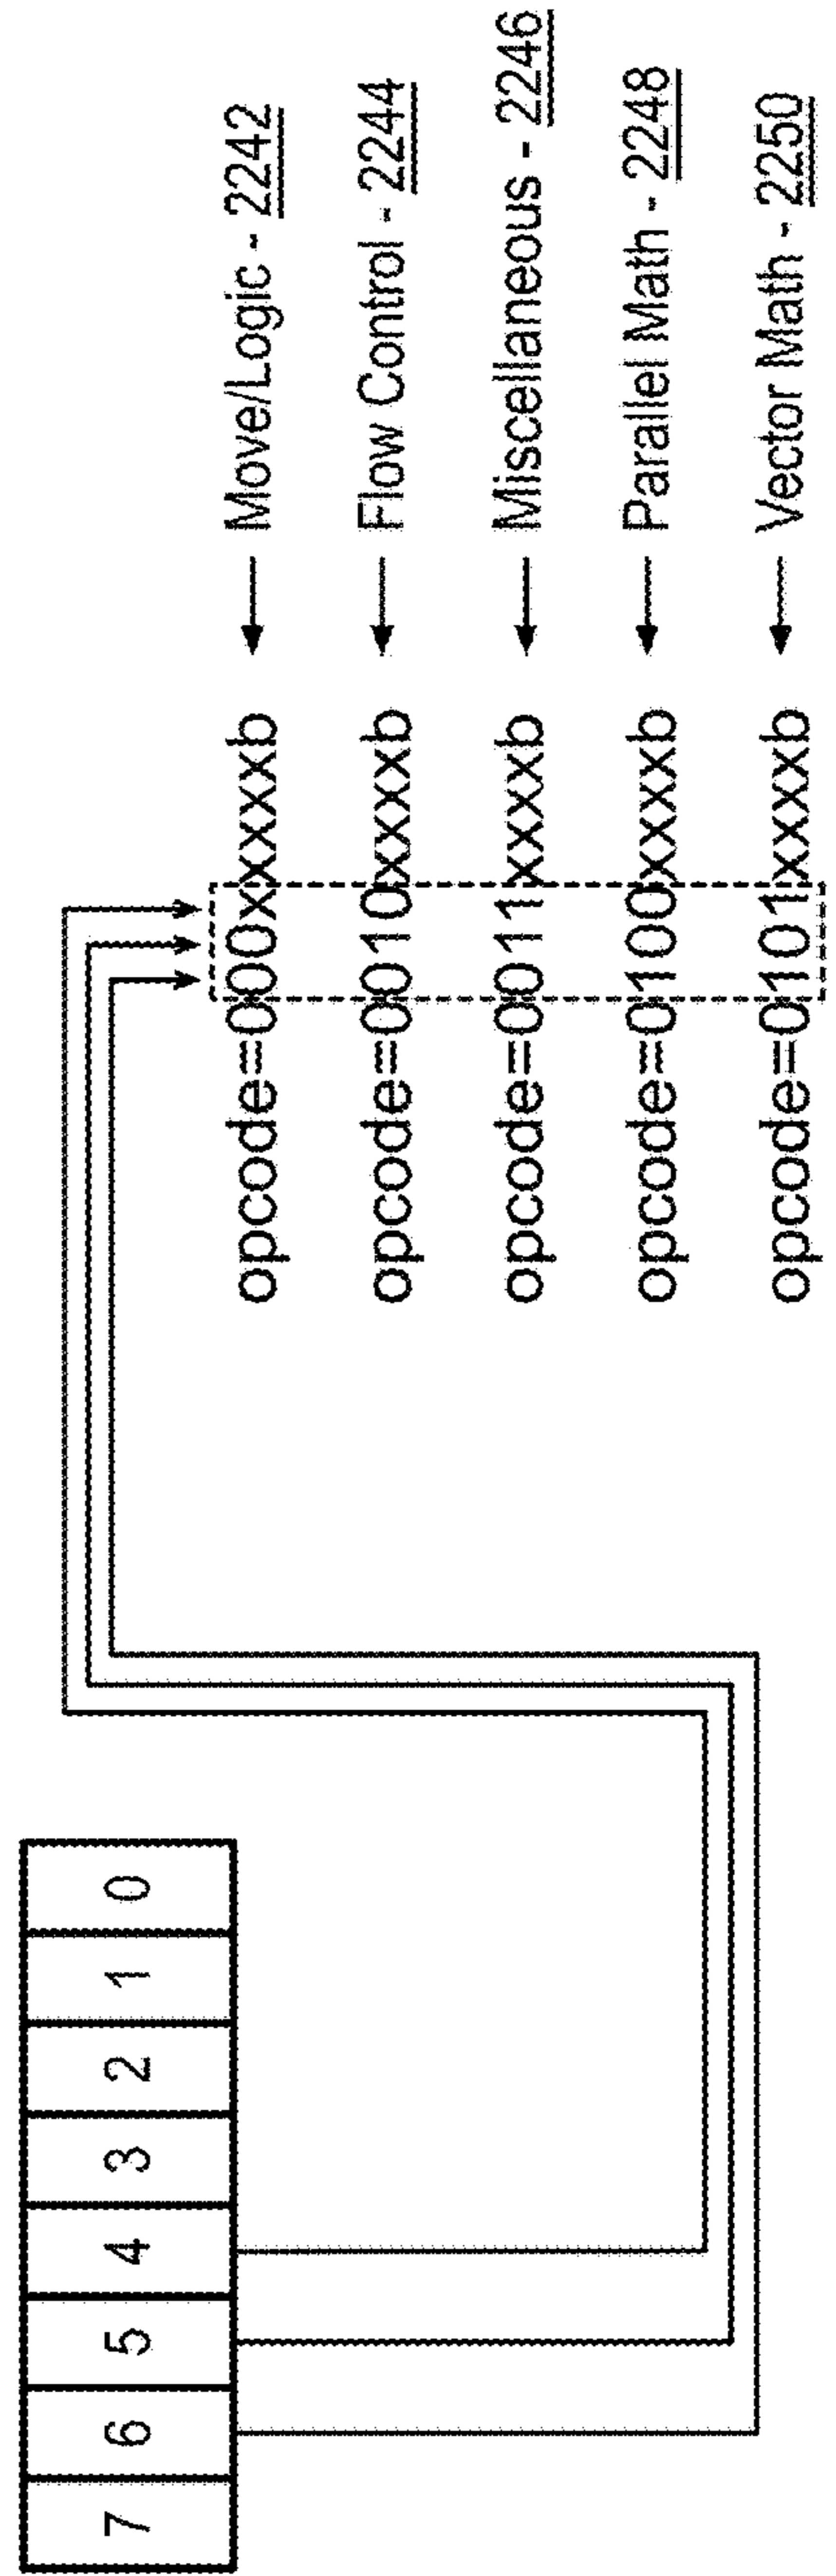 7 6 5 4 3 2 1 0
opcode=000xxxxxb ← Move/Logic - 2242
opcode=0010xxxxb ← Flow Control - 2244
opcode=0011xxxxb ← Miscellaneous - 2246
opcode=0100xxxxb ← Parallel Math - 2248
opcode=0101xxxxb ← Vector Math - 2250